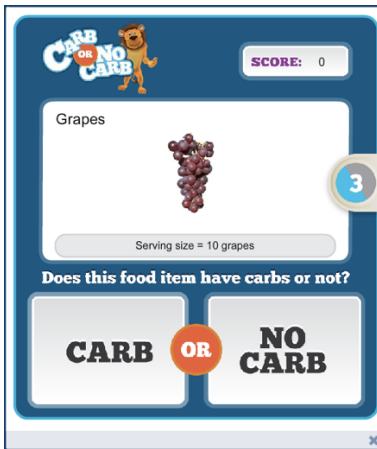 CARB
OR NO
CARB
SCORE: 0
Grapes
3
Serving size = 10 grapes
Does this food item have carbs or not?
CARB OR NO
CARB